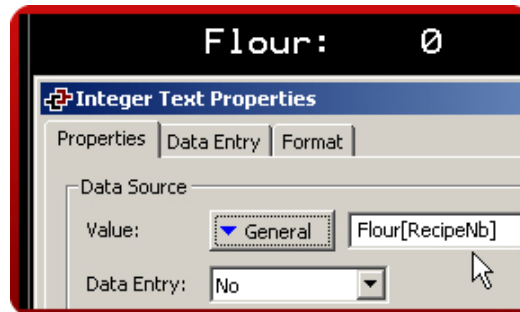 Flour: 0
Integer Text Properties
Properties Data Entry Format
Data Source
Value: General Flour[RecipeNb]
Data Entry: No